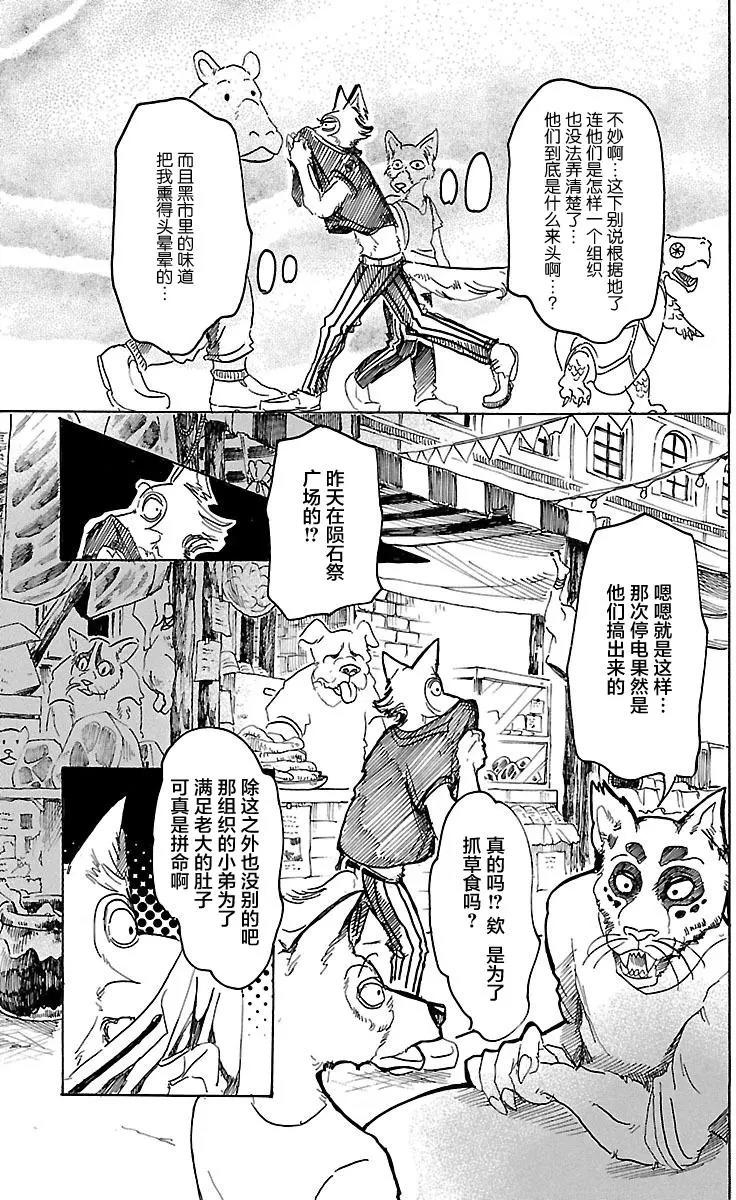 不妙啊…这下别说根据地了
连他们是怎样一个组织
也没法弄清楚了…
他们到底是什么来头啊…?
而且黑市里的味道
把我熏得头晕晕的…
嗯嗯就是这样…
那次停电果然是
他们搞出来的
昨天在陨石祭
广场的!?
真的吗!? 欸 是为了
抓草食吗?
除这之外也没别的吧
那组织的小弟为了
满足老大的肚子
可真是拼命啊